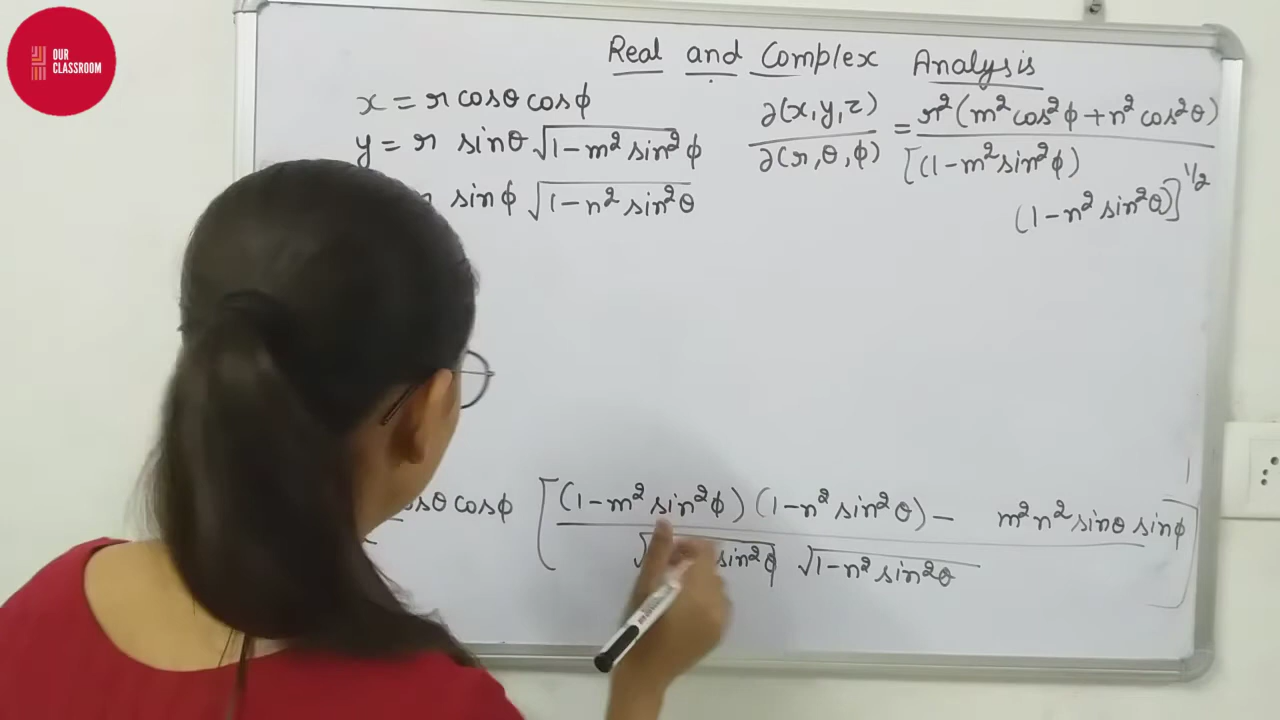 OUR
CLASSROOM
Real and Complex Analysis
x = r cosθ cosϕ
y = r sinθ √1-m² sin²ϕ
sinϕ √1-n² sin²θ
∂(x,y,z) / ∂(r,θ,ϕ) = r²(m² cos²ϕ + n² cos²θ) / [(1-m² sin²ϕ)
(1-n² sin²θ)]^1/2
cosϕ [(1-m² sin²ϕ) (1-n² sin²θ) - m² n² sinθ sinϕ
√1-n² sin²θ